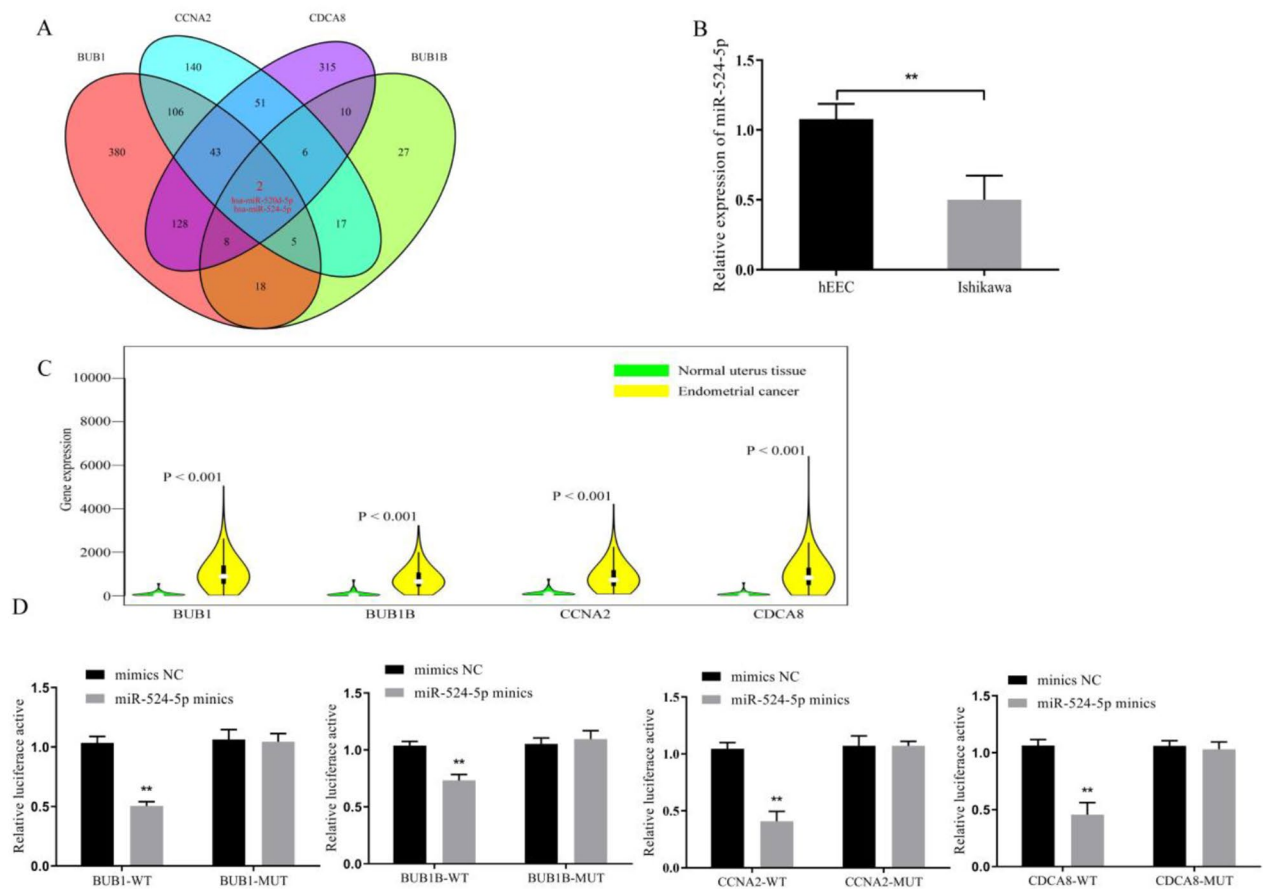 A
CCNA2
CDCA8
BUB1
BUB1B
140
315
106
51
10
380
43
6
27
2
hsa-miR-520d-5p
hsa-miR-524-5p
128
17
8
5
18
B
Relative expression of miR-524-5p
1.5
1.0
0.5
0.0
**
hEEC
Ishikawa
C
Gene expression
10000
8000
6000
4000
2000
0
Normal uterus tissue
Endometrial cancer
P < 0.001
P < 0.001
P < 0.001
P < 0.001
BUB1
BUB1B
CCNA2
CDCA8
D
mimics NC
miR-524-5p minics
Relative luciferace active
1.5
1.0
0.5
0.0
**
BUB1-WT
BUB1-MUT
mimics NC
miR-524-5p minics
Relative luciferace active
1.5
1.0
0.5
0.0
**
BUB1B-WT
BUB1B-MUT
mimics NC
miR-524-5p minics
Relative luciferace active
1.5
1.0
0.5
0.0
**
CCNA2-WT
CCNA2-MUT
minics NC
miR-524-5p minics
Relative luciferace active
1.5
1.0
0.5
0.0
**
CDCA8-WT
CDCA8-MUT